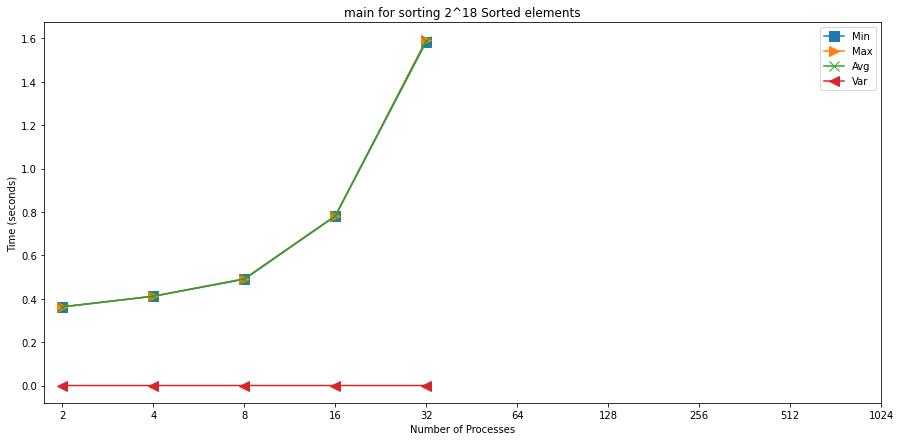 main for sorting 2^18 Sorted elements
Time (seconds)
1.6
1.4
1.2
1.0
0.8
0.6
0.4
0.2
0.0
Min
Max
Avg
Var
2 4 8 16 32 64 128 256 512 1024
Number of Processes